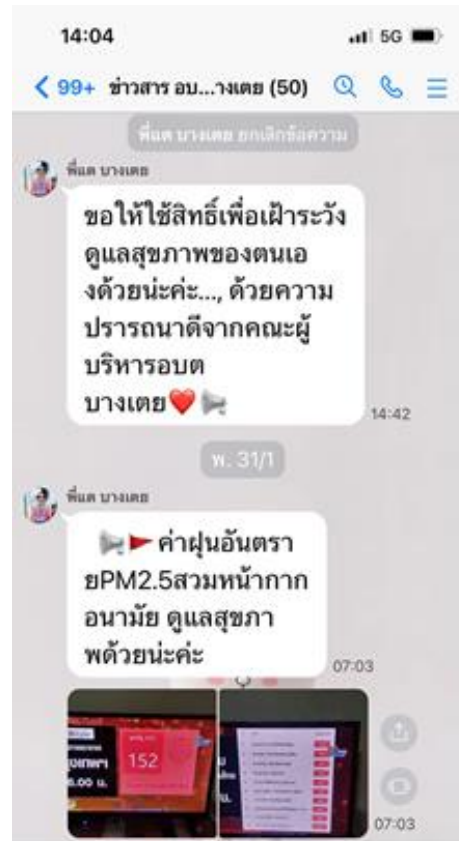 14:04
5G
99+ ข่าวสาร อบ...างเตย (50)
พี่แต บางเตย ยกเลิกข้อความ
พี่แต บางเตย
ขอให้ใช้สิทธิ์เพื่อเฝ้าระวัง
ดูแลสุขภาพของตนเอ
งด้วยน่ะค่ะ..., ด้วยความ
ปรารถนาดีจากคณะผู้
บริหารอบต
บางเตย❤️📢
14:42
พ. 31/1
พี่แต บางเตย
📢🚩ค่าฝุ่นอันตรา
ยPM2.5สวมหน้ากาก
อนามัย ดูแลสุขภา
พด้วยน่ะค่ะ
07:03
152
07:03